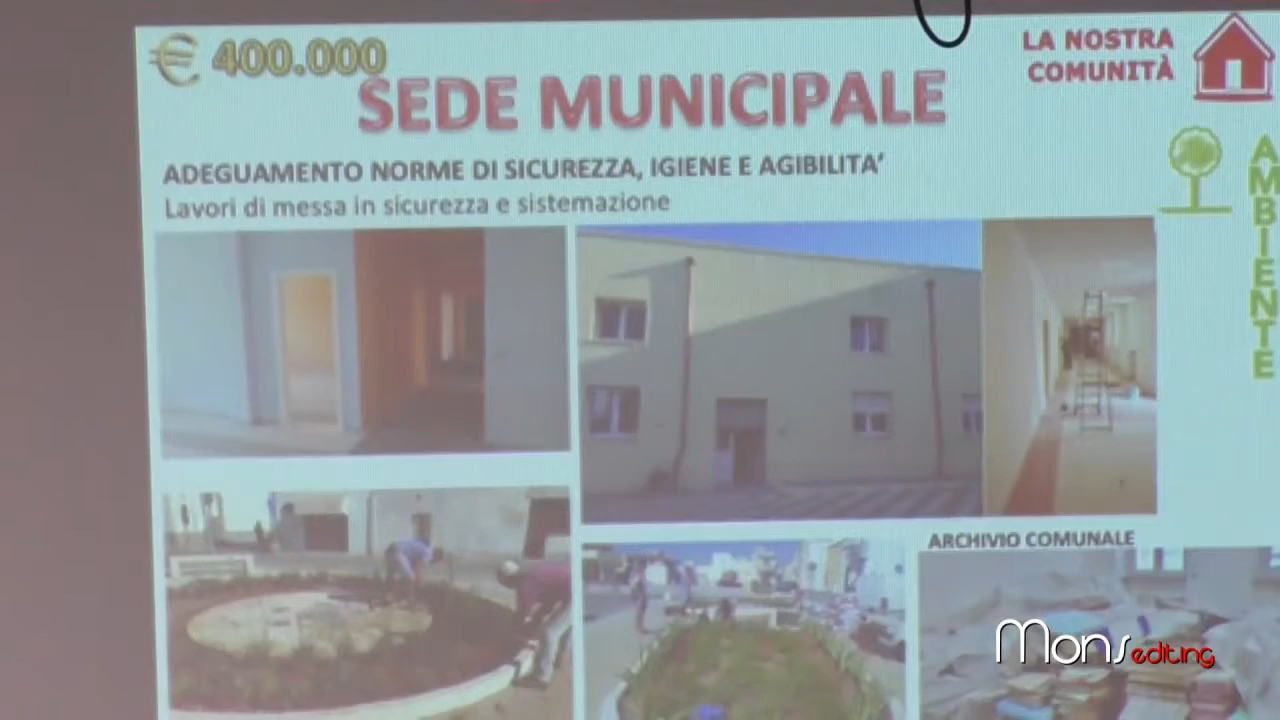 € 400.000
SEDE MUNICIPALE
LA NOSTRA
COMUNITÀ
ADEGUAMENTO NORME DI SICUREZZA, IGIENE E AGIBILITA'
Lavori di messa in sicurezza e sistemazione
AMBIENTE
ARCHIVIO COMUNALE
Mons editing